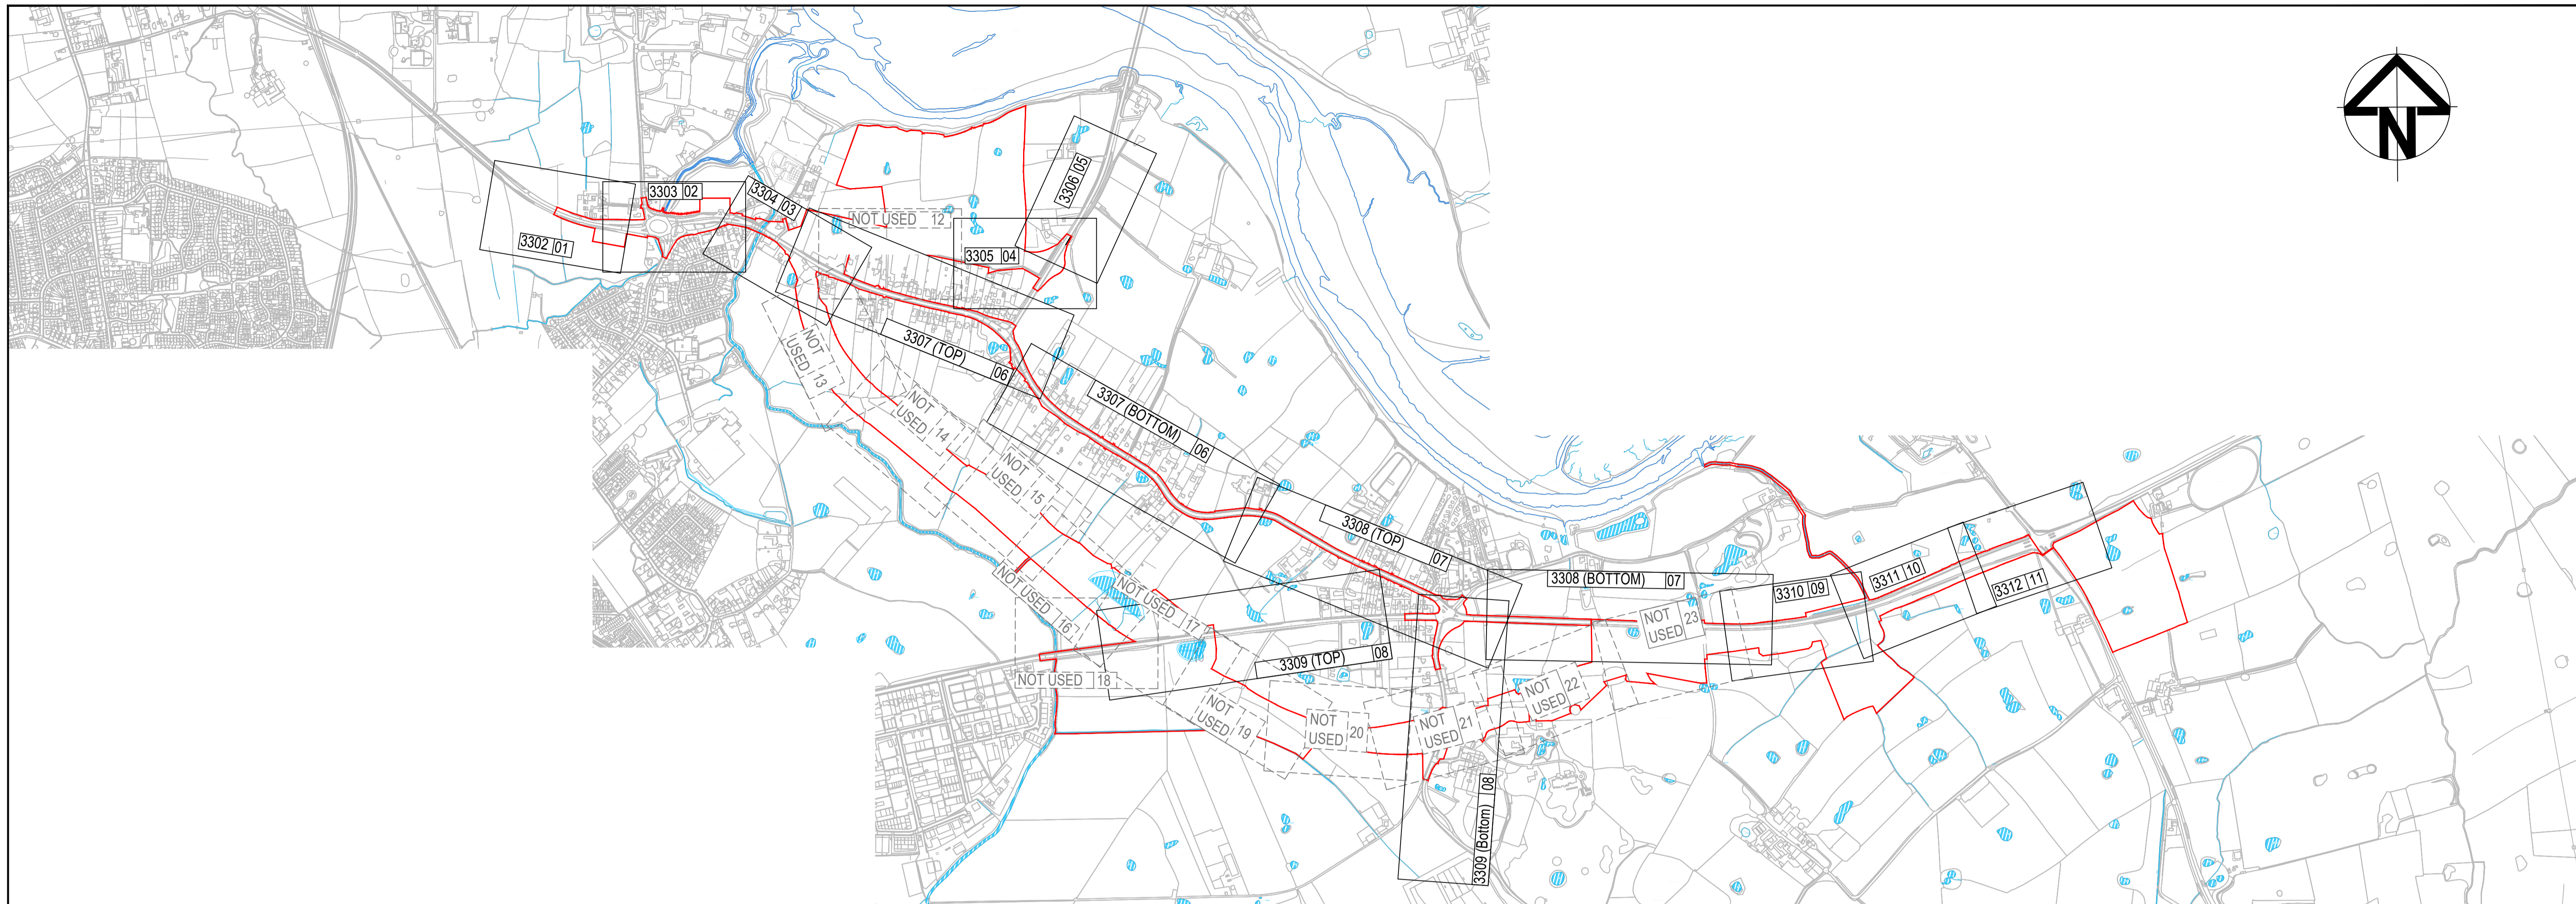 N
3302 01
3303 02
3304 03
NOT USED 12
3305 04
3306 05
3307 (TOP)
06
NOT
USED 13
3307 (BOTTOM)
06
NOT
USED 14
NOT
USED 15
NOT USED 16
NOT USED 17
3308 (TOP)
07
3308 (BOTTOM) 07
NOT
USED 23
3310 09
3311 10
3312 11
NOT USED 18
3309 (TOP) 08
NOT
USED 19
NOT
USED 20
NOT
USED 21
NOT
USED 22
3309 (Bottom) 08